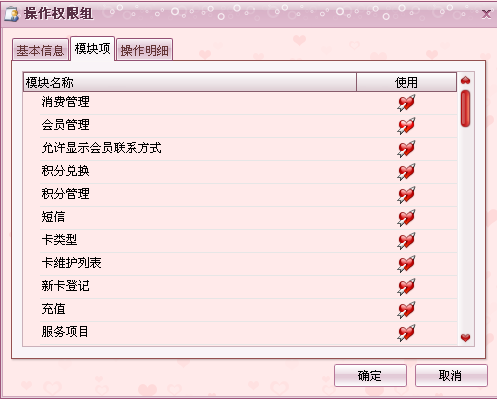 操作权限组
基本信息 模块项 操作明细
模块名称 使用
消费管理
会员管理
允许显示会员联系方式
积分兑换
积分管理
短信
卡类型
卡维护列表
新卡登记
充值
服务项目
确定 取消